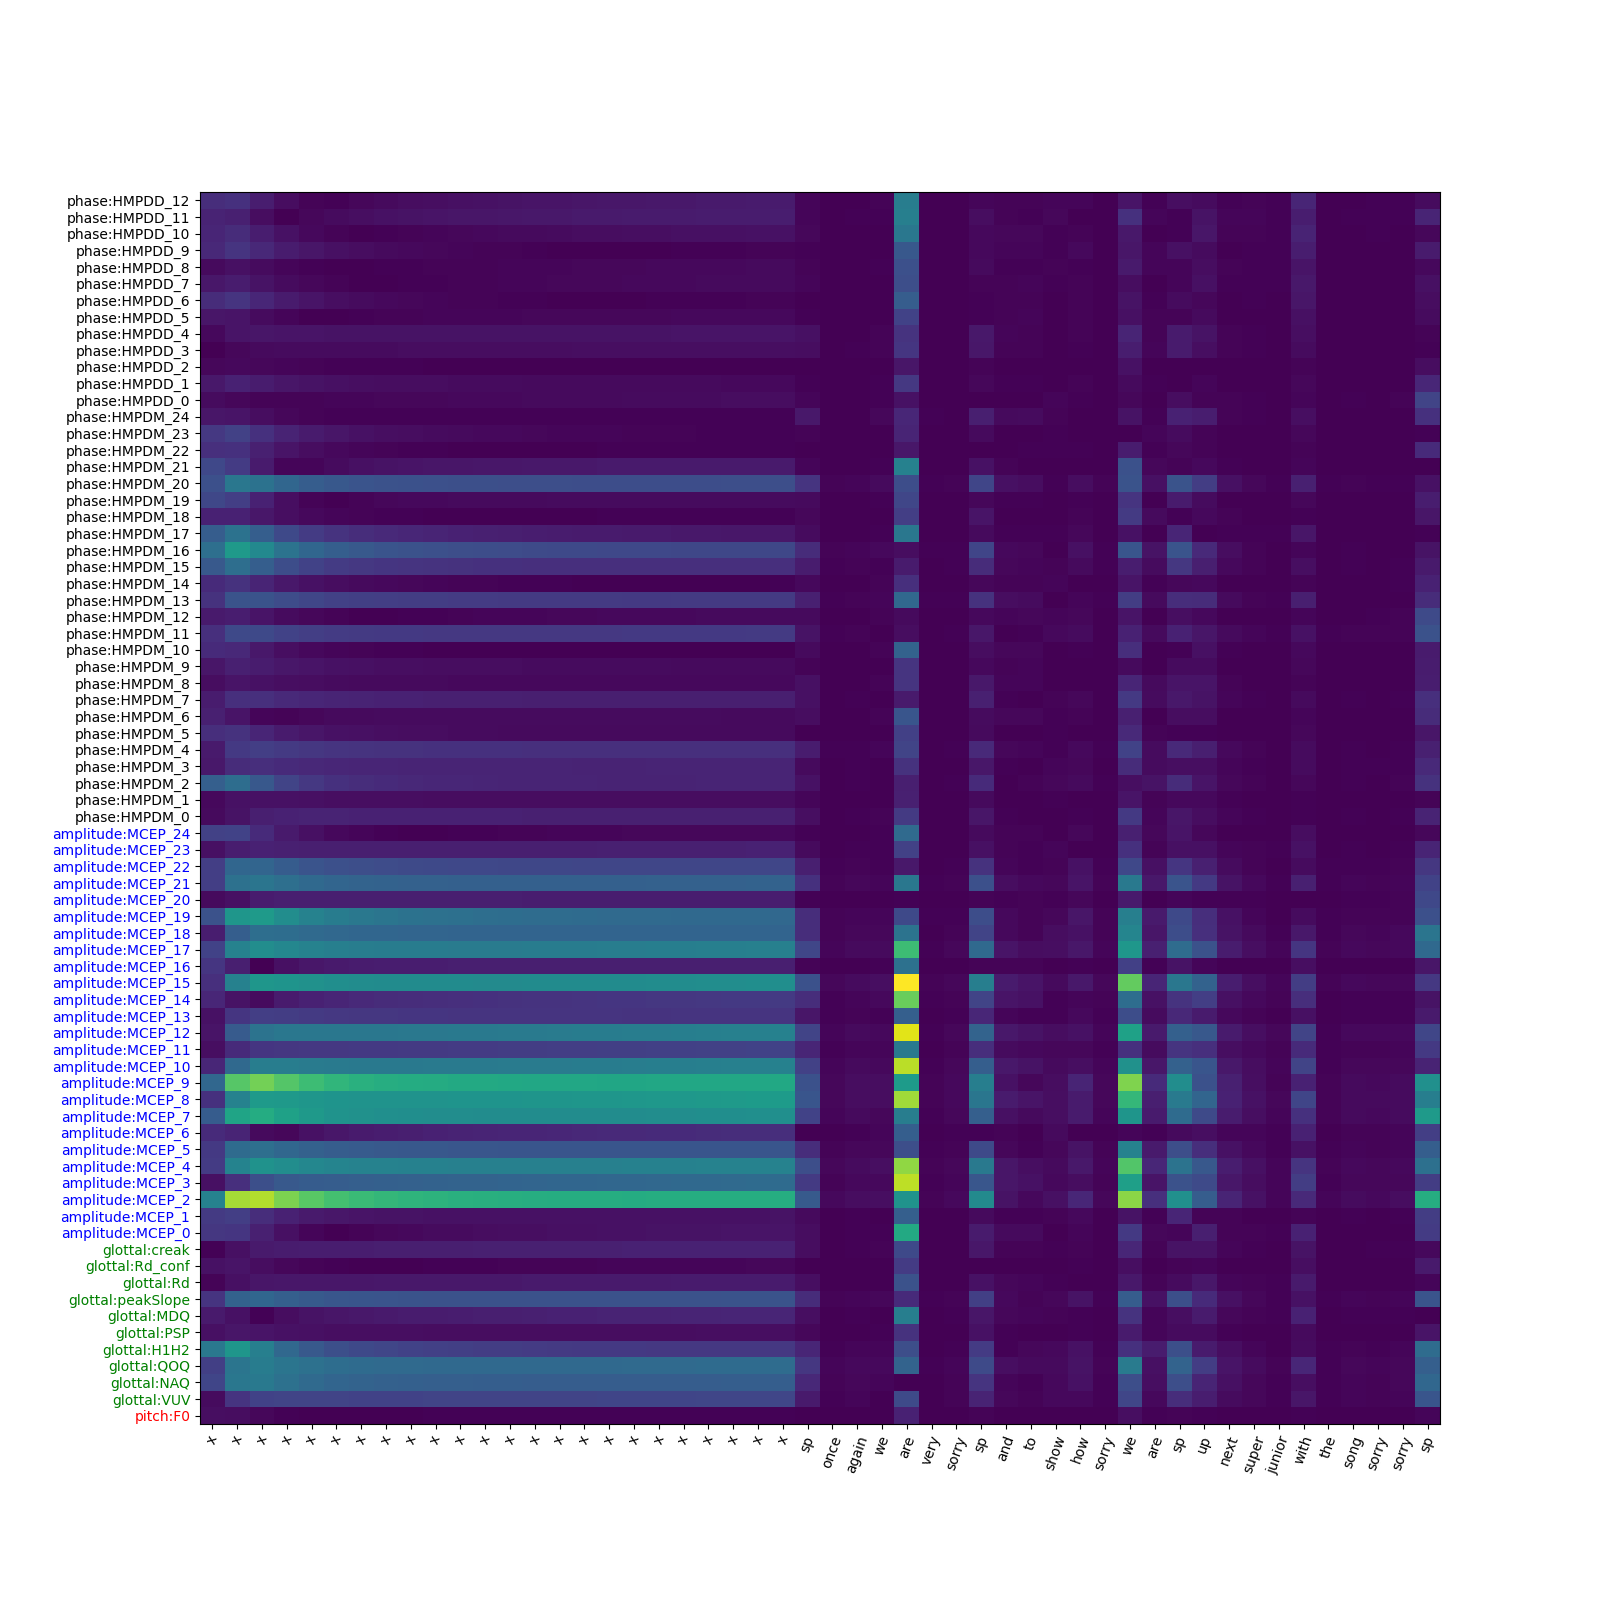 phase:HMPDD_12
phase:HMPDD_11
phase:HMPDD_10
phase:HMPDD_9
phase:HMPDD_8
phase:HMPDD_7
phase:HMPDD_6
phase:HMPDD_5
phase:HMPDD_4
phase:HMPDD_3
phase:HMPDD_2
phase:HMPDD_1
phase:HMPDD_0
phase:HMPDM_24
phase:HMPDM_23
phase:HMPDM_22
phase:HMPDM_21
phase:HMPDM_20
phase:HMPDM_19
phase:HMPDM_18
phase:HMPDM_17
phase:HMPDM_16
phase:HMPDM_15
phase:HMPDM_14
phase:HMPDM_13
phase:HMPDM_12
phase:HMPDM_11
phase:HMPDM_10
phase:HMPDM_9
phase:HMPDM_8
phase:HMPDM_7
phase:HMPDM_6
phase:HMPDM_5
phase:HMPDM_4
phase:HMPDM_3
phase:HMPDM_2
phase:HMPDM_1
phase:HMPDM_0
amplitude:MCEP_24
amplitude:MCEP_23
amplitude:MCEP_22
amplitude:MCEP_21
amplitude:MCEP_20
amplitude:MCEP_19
amplitude:MCEP_18
amplitude:MCEP_17
amplitude:MCEP_16
amplitude:MCEP_15
amplitude:MCEP_14
amplitude:MCEP_13
amplitude:MCEP_12
amplitude:MCEP_11
amplitude:MCEP_10
amplitude:MCEP_9
amplitude:MCEP_8
amplitude:MCEP_7
amplitude:MCEP_6
amplitude:MCEP_5
amplitude:MCEP_4
amplitude:MCEP_3
amplitude:MCEP_2
amplitude:MCEP_1
amplitude:MCEP_0
glottal:creak
glottal:Rd_conf
glottal:Rd
glottal:peakSlope
glottal:MDQ
glottal:PSP
glottal:H1H2
glottal:QOQ
glottal:NAQ
glottal:VUV
pitch:F0
x x x x x x x x x x x x x x x x x x x x x x x x sp once again we are very sorry sp and to show how sorry we are sp up next super junior with the song sorry sorry sp